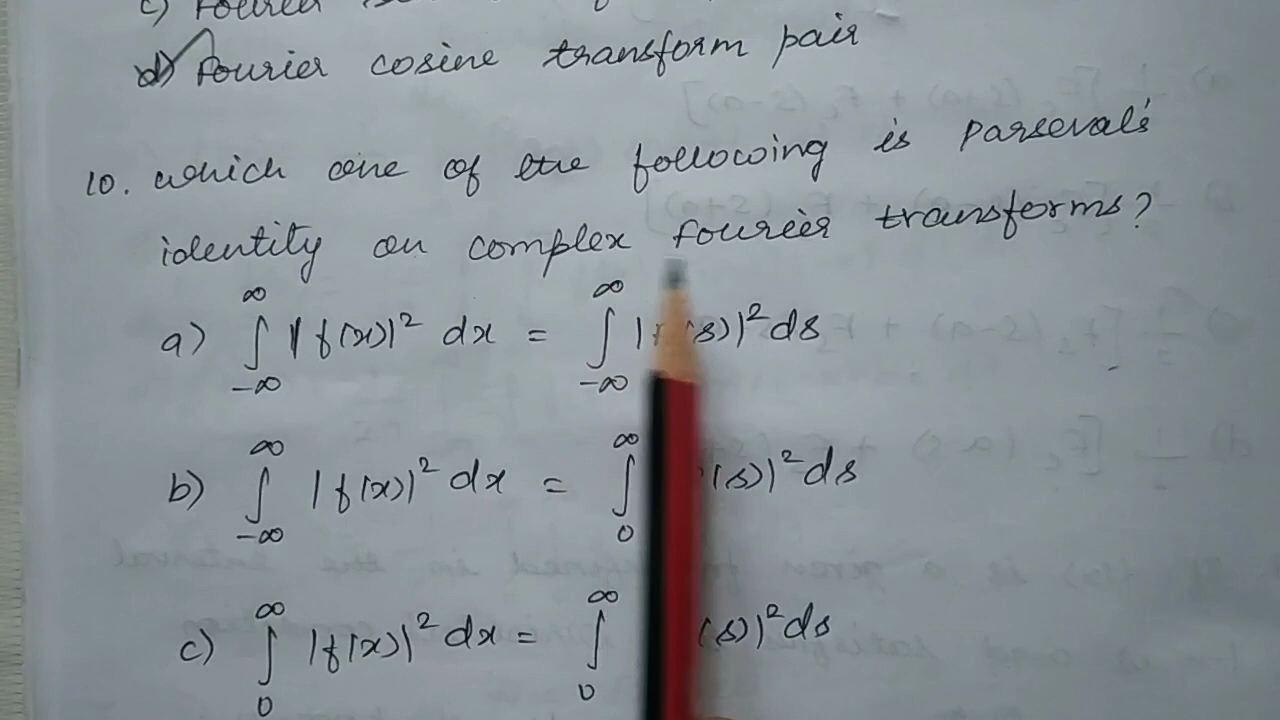 c) Fourier
d) Fourier cosine transform pair
10. which one of the following is Parseval's
identity on complex fourier transforms?
a) ∫_{-∞}^{∞} |f(x)|² dx = ∫_{-∞}^{∞} |F(s)|² ds
b) ∫_{-∞}^{∞} |f(x)|² dx = ∫_{0}^{∞} (s)|² ds
c) ∫_{0}^{∞} |f(x)|² dx = ∫_{0}^{∞} (s)|² ds